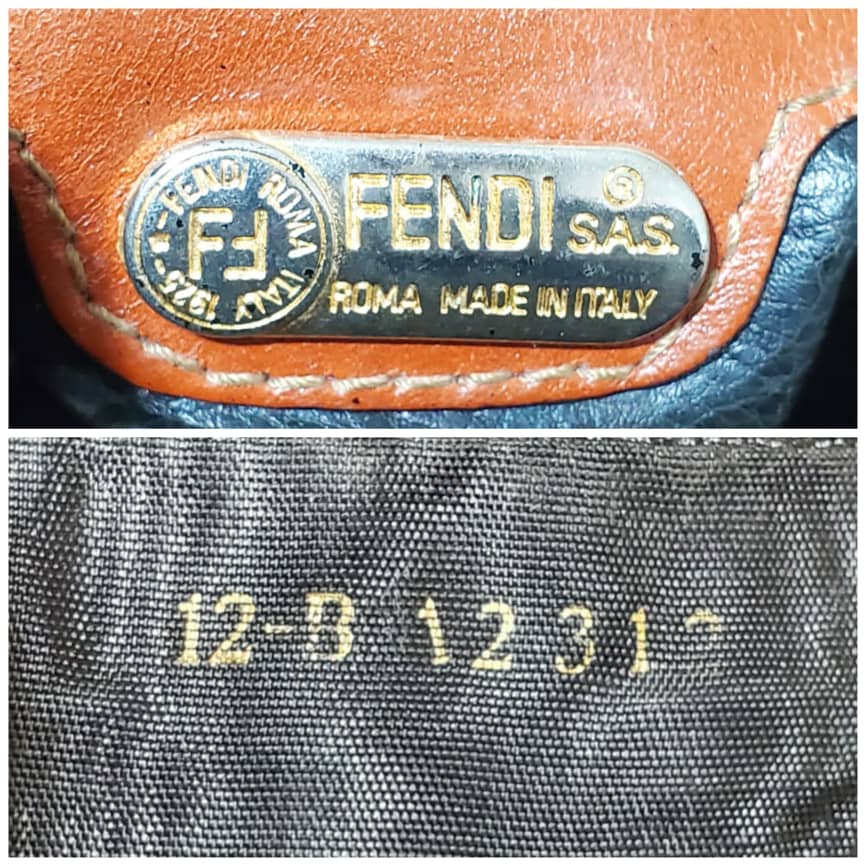 FENDI ROMA ITALY 1925
FF
FENDI S.A.S.
ROMA MADE IN ITALY
12-B 1231